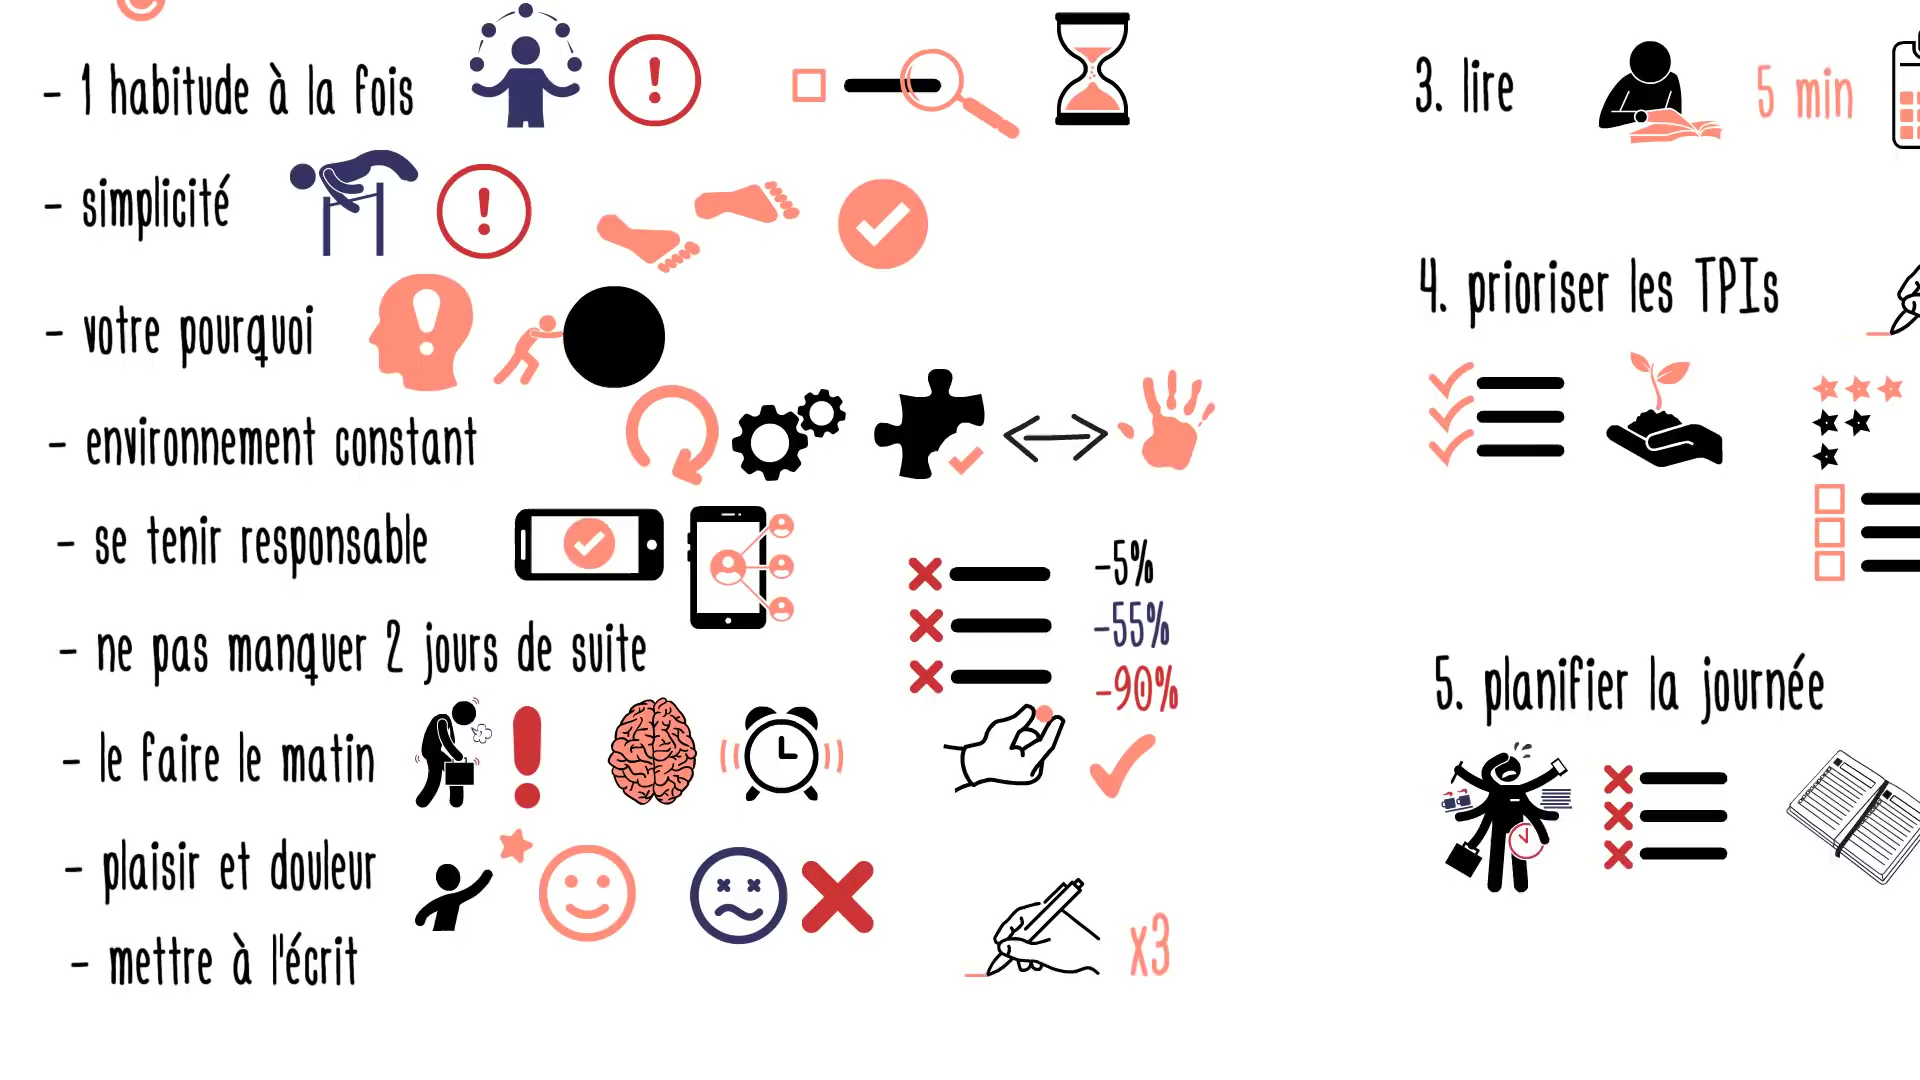 - 1 habitude à la fois
- simplicité
- votre pourquoi
- environnement constant
- se tenir responsable
- ne pas manquer 2 jours de suite
-5%
-55%
-90%
- le faire le matin
- plaisir et douleur
- mettre à l'écrit
x3
3. lire
5 min
4. prioriser les TPIs
5. planifier la journée